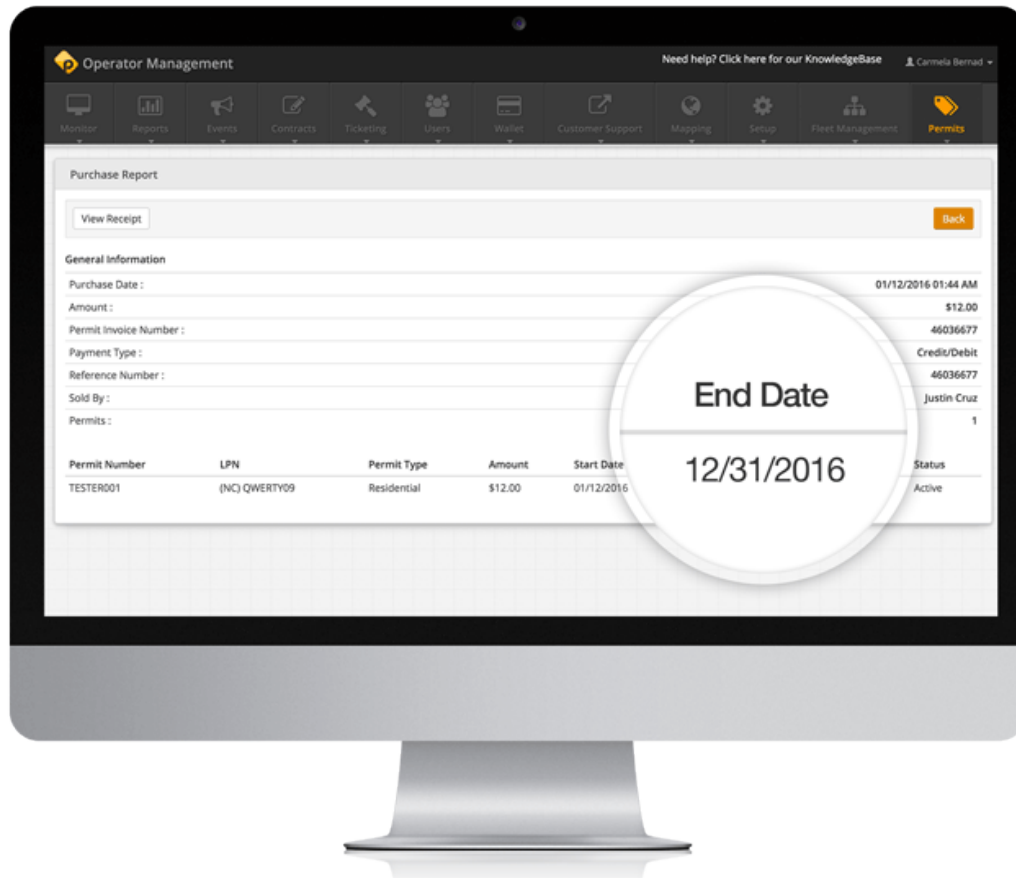 Operator Management
Need help? Click here for our KnowledgeBase
Carmela Bernad
Monitor Reports Events Contracts Ticketing Users Wallet Customer Support Mapping Setup Fleet Management Permits
Purchase Report
View Receipt Back
General Information
Purchase Date : 01/12/2016 01:44 AM
Amount : $12.00
Permit Invoice Number : 46036677
Payment Type : Credit/Debit
Reference Number : 46036677
Sold By : Justin Cruz
Permits : 1
Permit Number LPN Permit Type Amount Start Date End Date Status
TESTER001 (NC) QWERTY09 Residential $12.00 01/12/2016 12/31/2016 Active